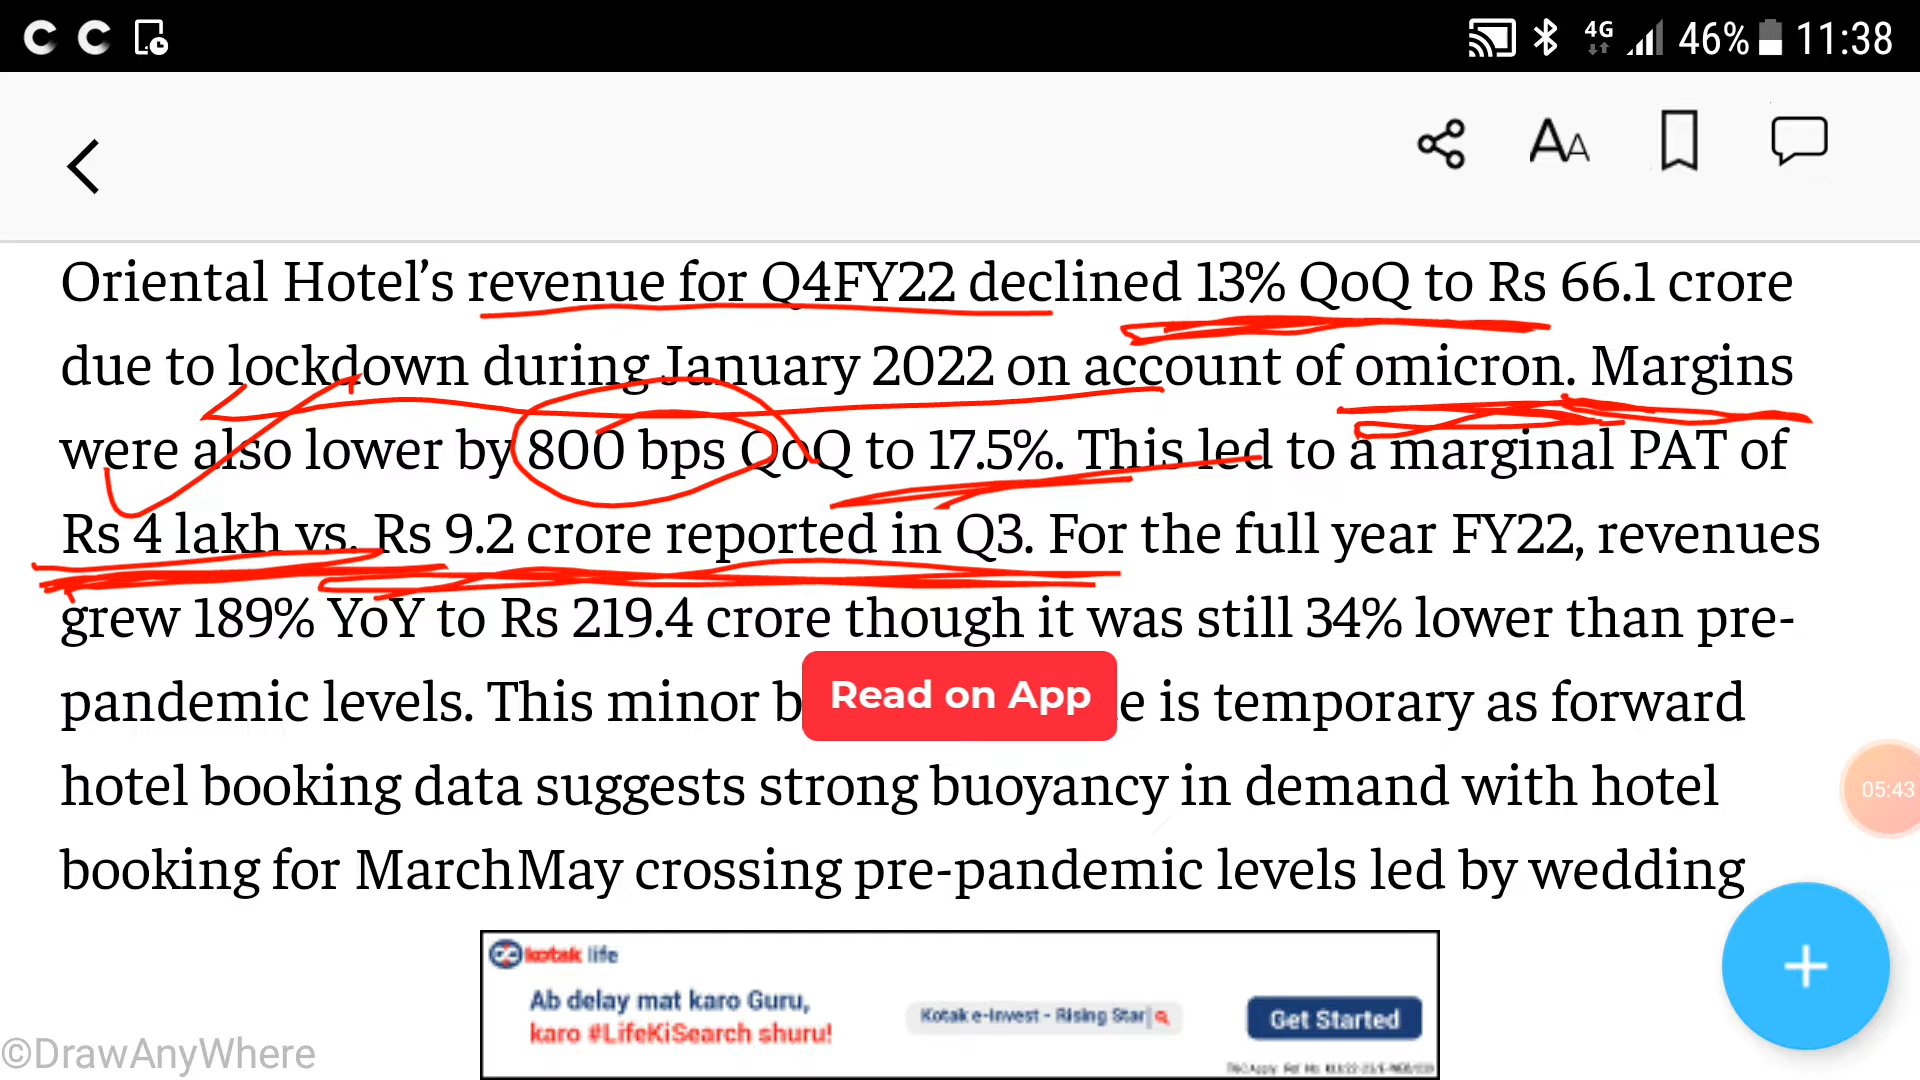 4G 46% 11:38
AA
Oriental Hotel’s revenue for Q4FY22 declined 13% QoQ to Rs 66.1 crore
due to lockdown during January 2022 on account of omicron. Margins
were also lower by 800 bps QoQ to 17.5%. This led to a marginal PAT of
Rs 4 lakh vs. Rs 9.2 crore reported in Q3. For the full year FY22, revenues
grew 189% YoY to Rs 219.4 crore though it was still 34% lower than pre-
pandemic levels. This minor b e is temporary as forward
Read on App
hotel booking data suggests strong buoyancy in demand with hotel
05:43
booking for MarchMay crossing pre-pandemic levels led by wedding
kotak life
Ab delay mat karo Guru,
karo #LifeKiSearch shuru!
Kotak e-Invest - Rising Star
Get Started
©DrawAnyWhere